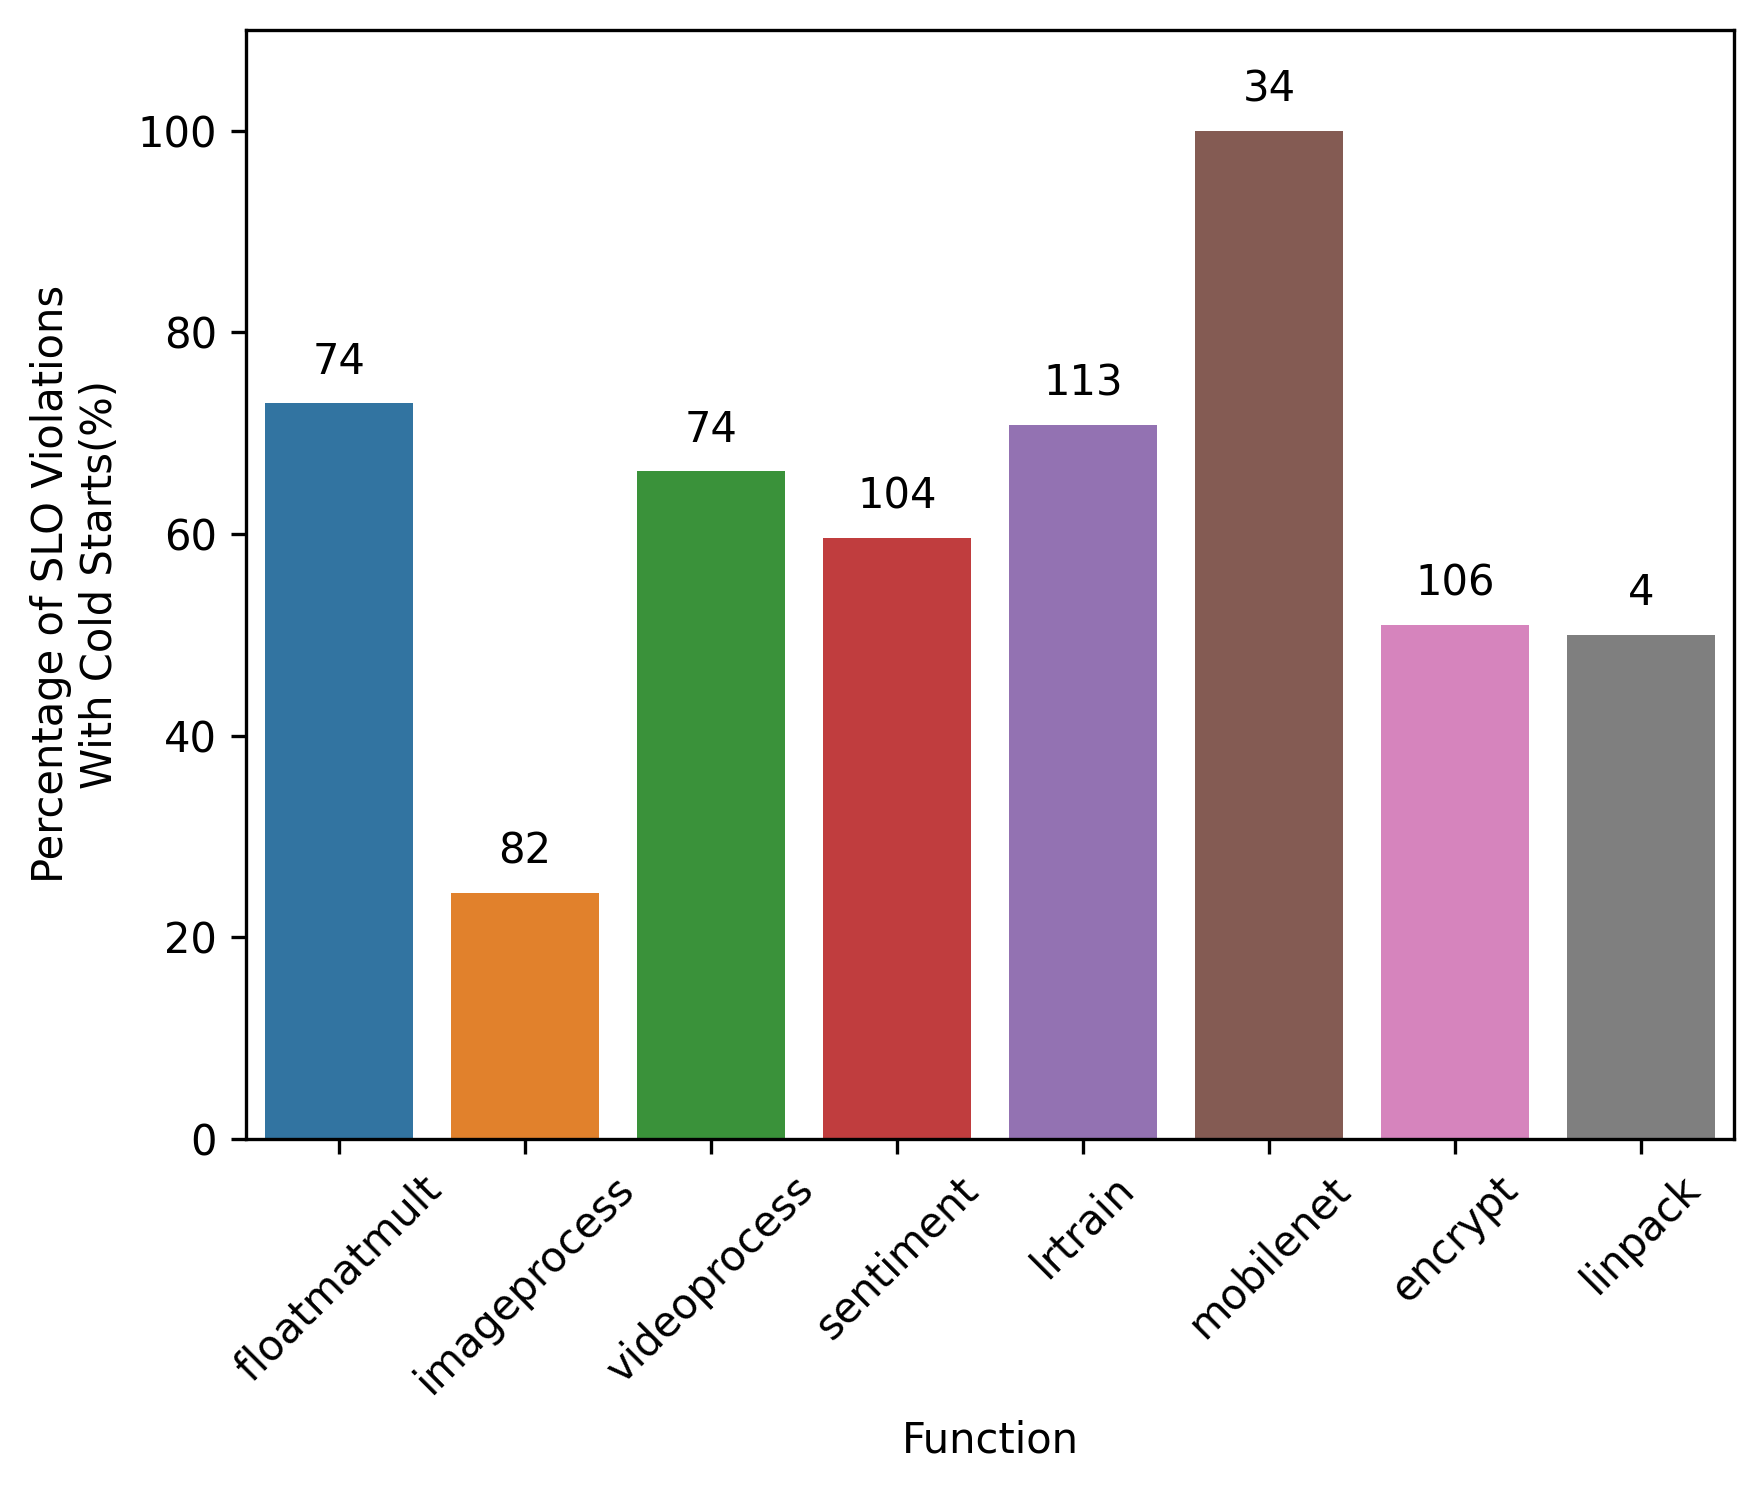 Percentage of SLO Violations
With Cold Starts(%)
100
80
60
40
20
0
74
82
74
104
113
34
106
4
floatmatmult
imageprocess
videoprocess
sentiment
lrtrain
mobilenet
encrypt
linpack
Function